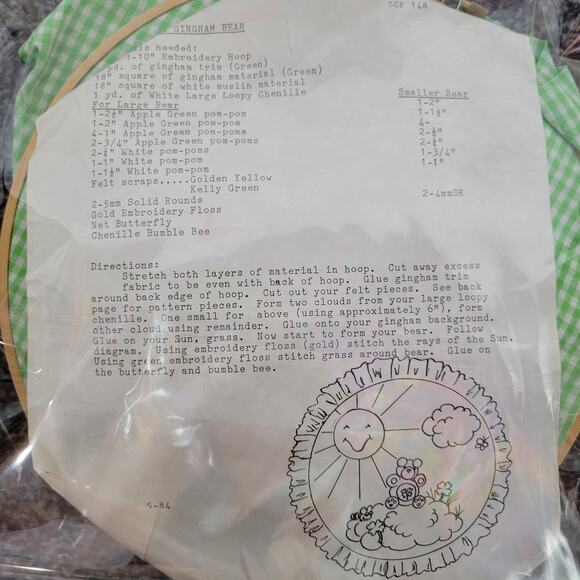 GINGHAM BEAR
CGP 148
needed:
1-10" Embroidery Hoop
yd. of gingham trim (Green)
18" square of gingham material (Green)
18" square of white muslin material
1 yd. of White Large Loopy Chenille
For Large Bear Smaller Bear
1-2½" Apple Green pom-pom 1-2"
1-2" Apple Green pom-pom 1-1½"
4-1" Apple Green pom-poms 4-
2-3/4" Apple Green pom-poms 2-½"
2-¼" White pom-poms 2-¼"
1-1" White pom-pom 1-3/4"
1-1½" White pom-pom 1-1"
Felt scraps.....Golden Yellow
Kelly Green
2-5mm Solid Rounds 2-4mmSR
Gold Embroidery Floss
Net Butterfly
Chenille Bumble Bee
Directions:
Stretch both layers of material in hoop. Cut away excess
fabric to be even with back of hoop. Glue gingham trim
around back edge of hoop. Cut out your felt pieces. See back
page for pattern pieces. Form two clouds from your large loopy
chenille. One small for above (using approximately 6"), form
other cloud using remainder. Glue onto your gingham background.
Glue on your Sun, grass. Now start to form your bear. Follow
diagram. Using embroidery floss (gold) stitch the rays of the Sun.
Using green embroidery floss stitch grass around bear. Glue on
the butterfly and bumble bee.
5-84